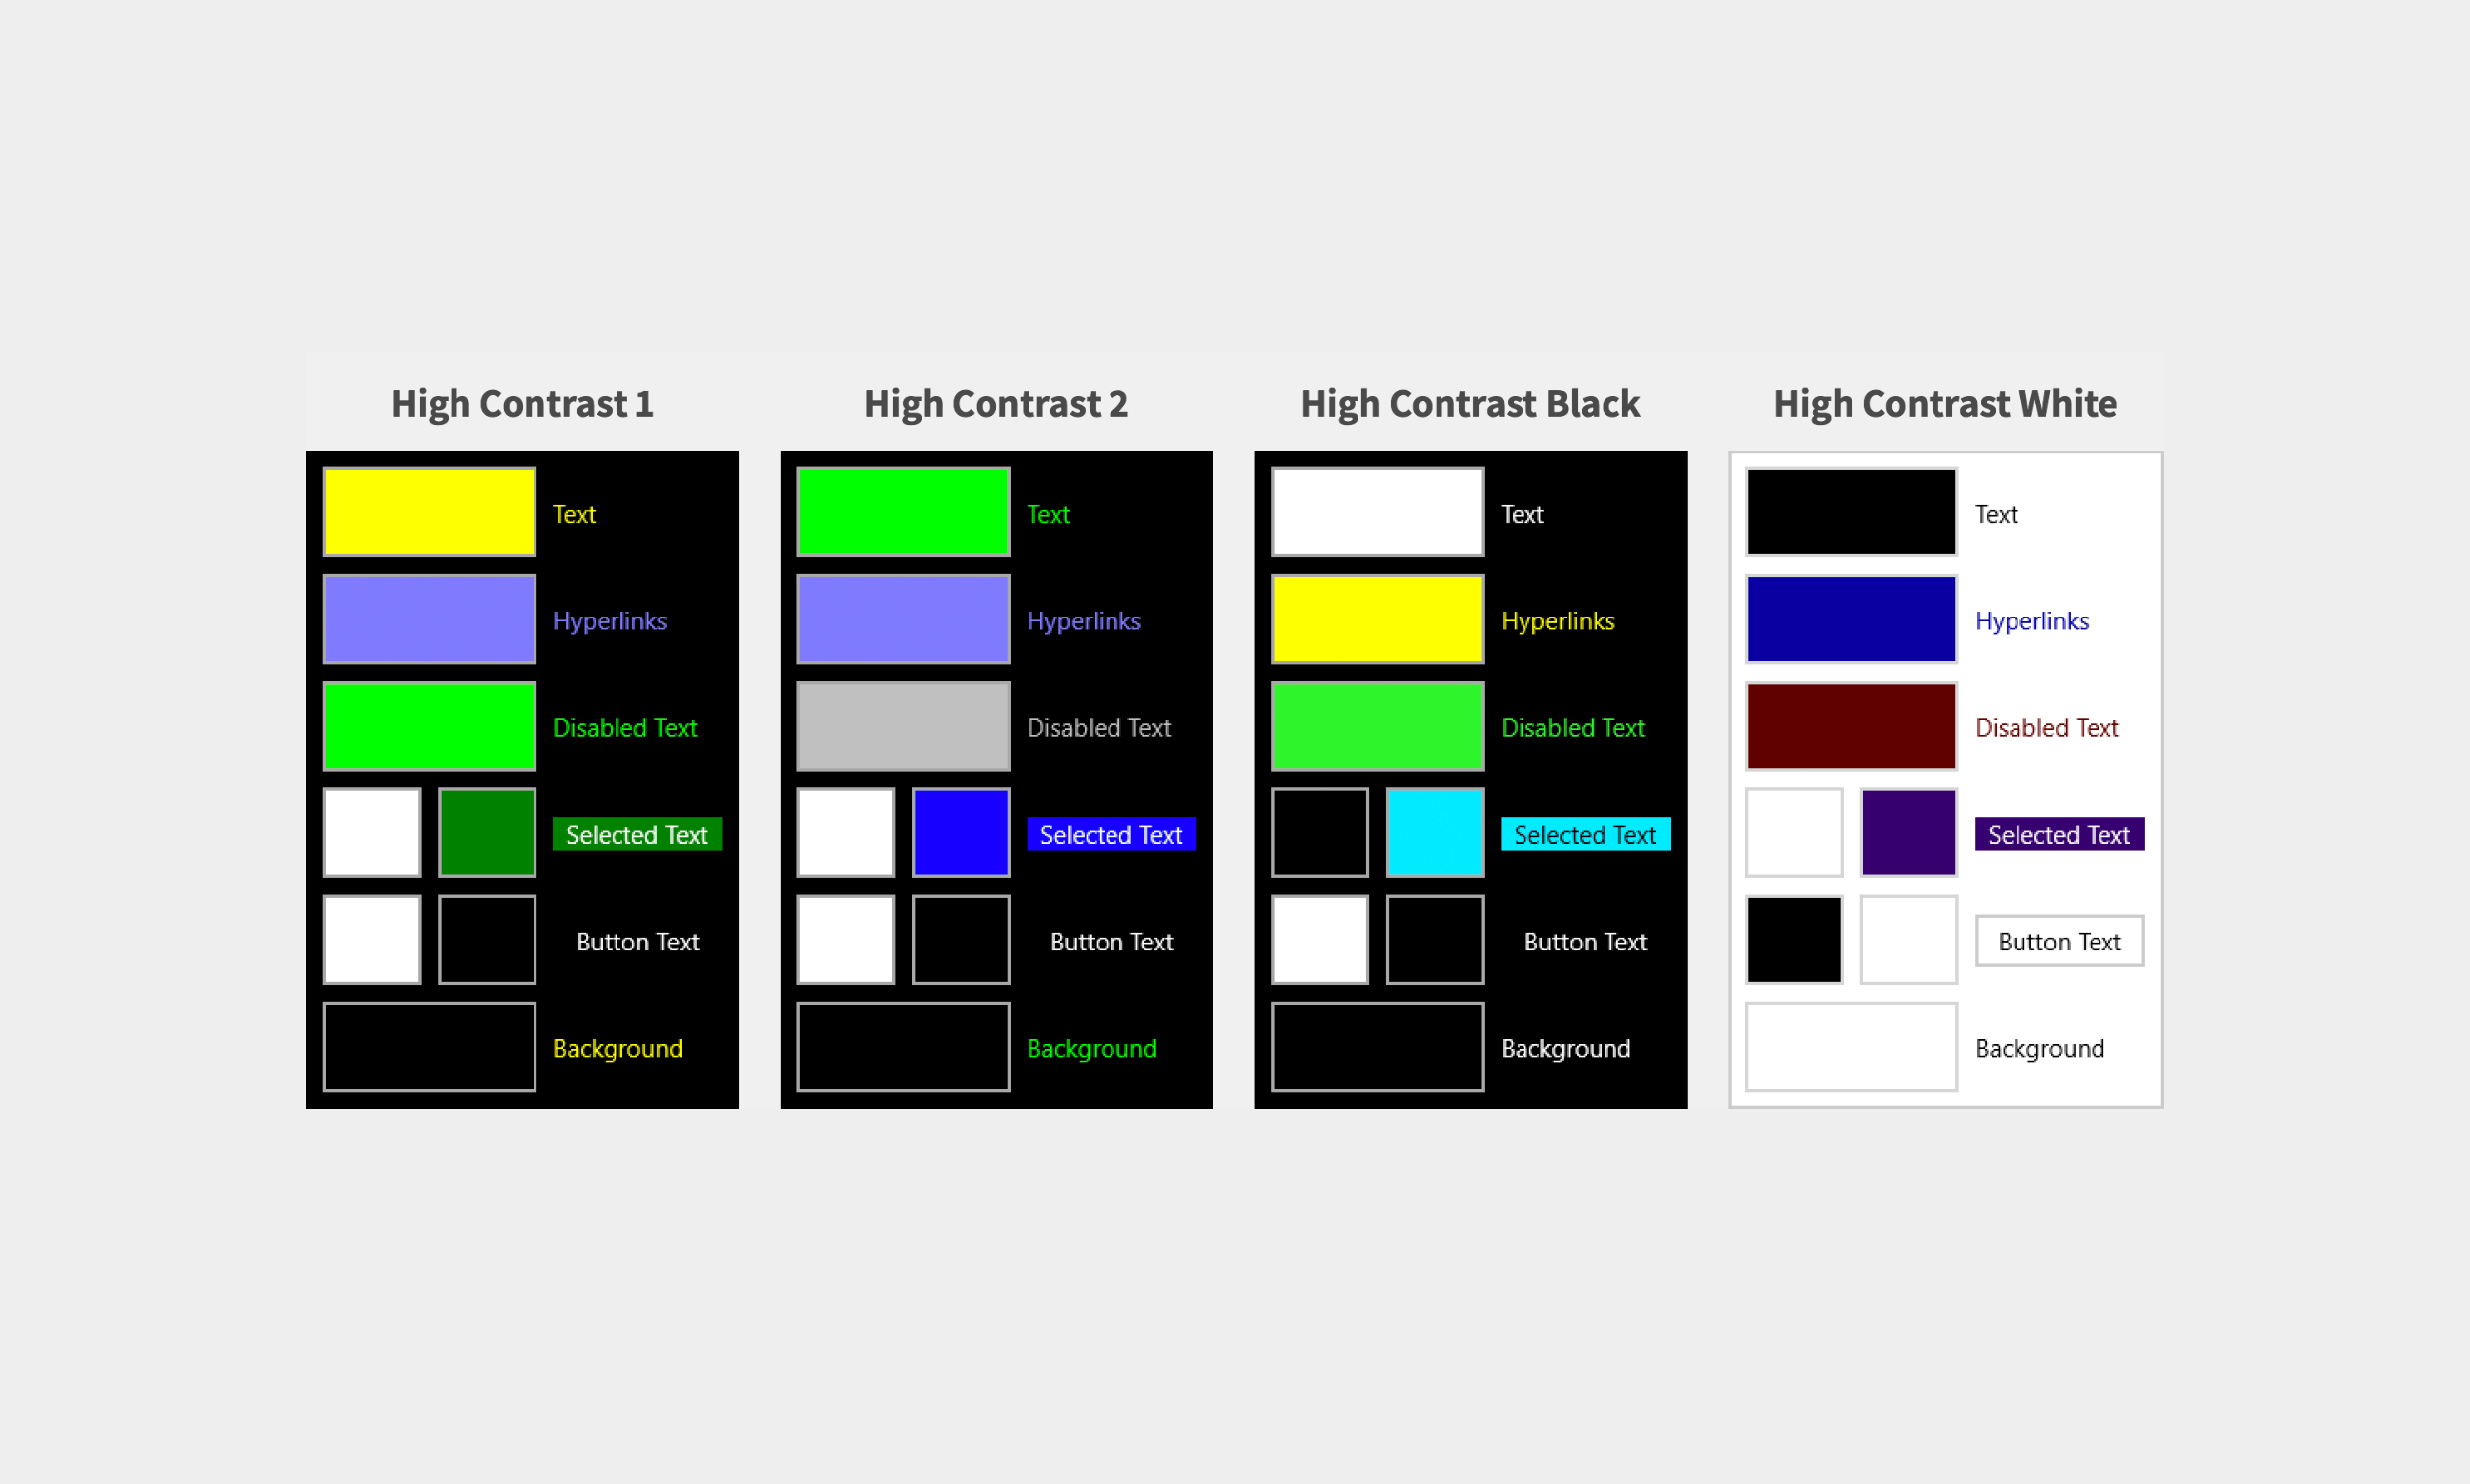 High Contrast 1
Text
Hyperlinks
Disabled Text
Selected Text
Button Text
Background
High Contrast 2
Text
Hyperlinks
Disabled Text
Selected Text
Button Text
Background
High Contrast Black
Text
Hyperlinks
Disabled Text
Selected Text
Button Text
Background
High Contrast White
Text
Hyperlinks
Disabled Text
Selected Text
Button Text
Background